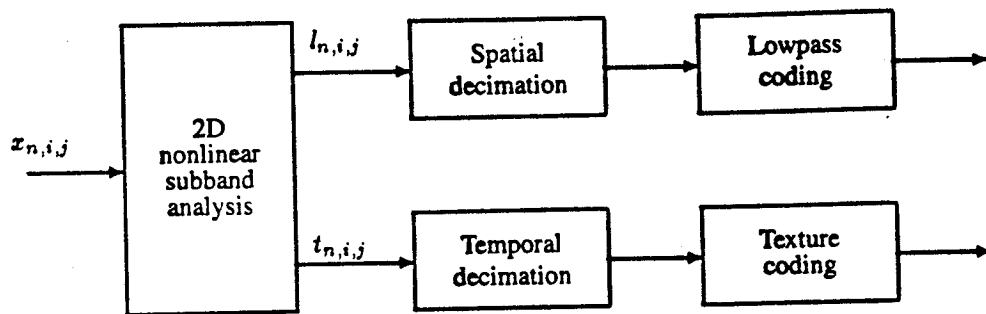 x_{n,i,j}
2D
nonlinear
subband
analysis
l_{n,i,j}
Spatial
decimation
Lowpass
coding
t_{n,i,j}
Temporal
decimation
Texture
coding